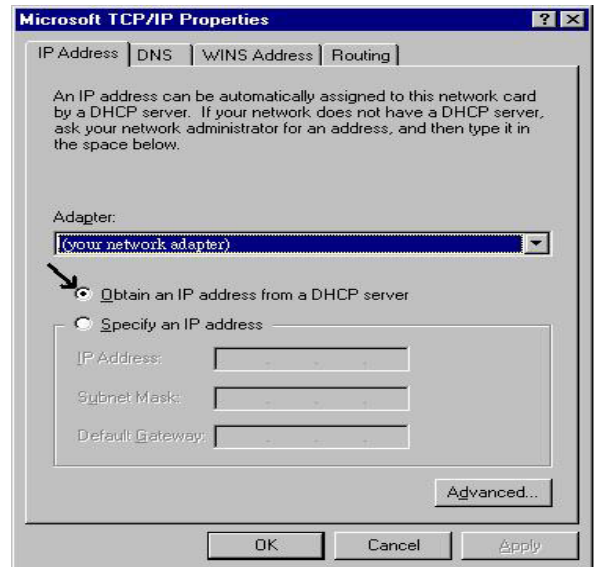 Microsoft TCP/IP Properties
IP Address DNS WINS Address Routing
An IP address can be automatically assigned to this network card
by a DHCP server. If your network does not have a DHCP server,
ask your network administrator for an address, and then type it in
the space below.
Adapter:
(your network adapter)
Obtain an IP address from a DHCP server
Specify an IP address
IP Address:
Subnet Mask:
Default Gateway:
Advanced...
OK Cancel Apply